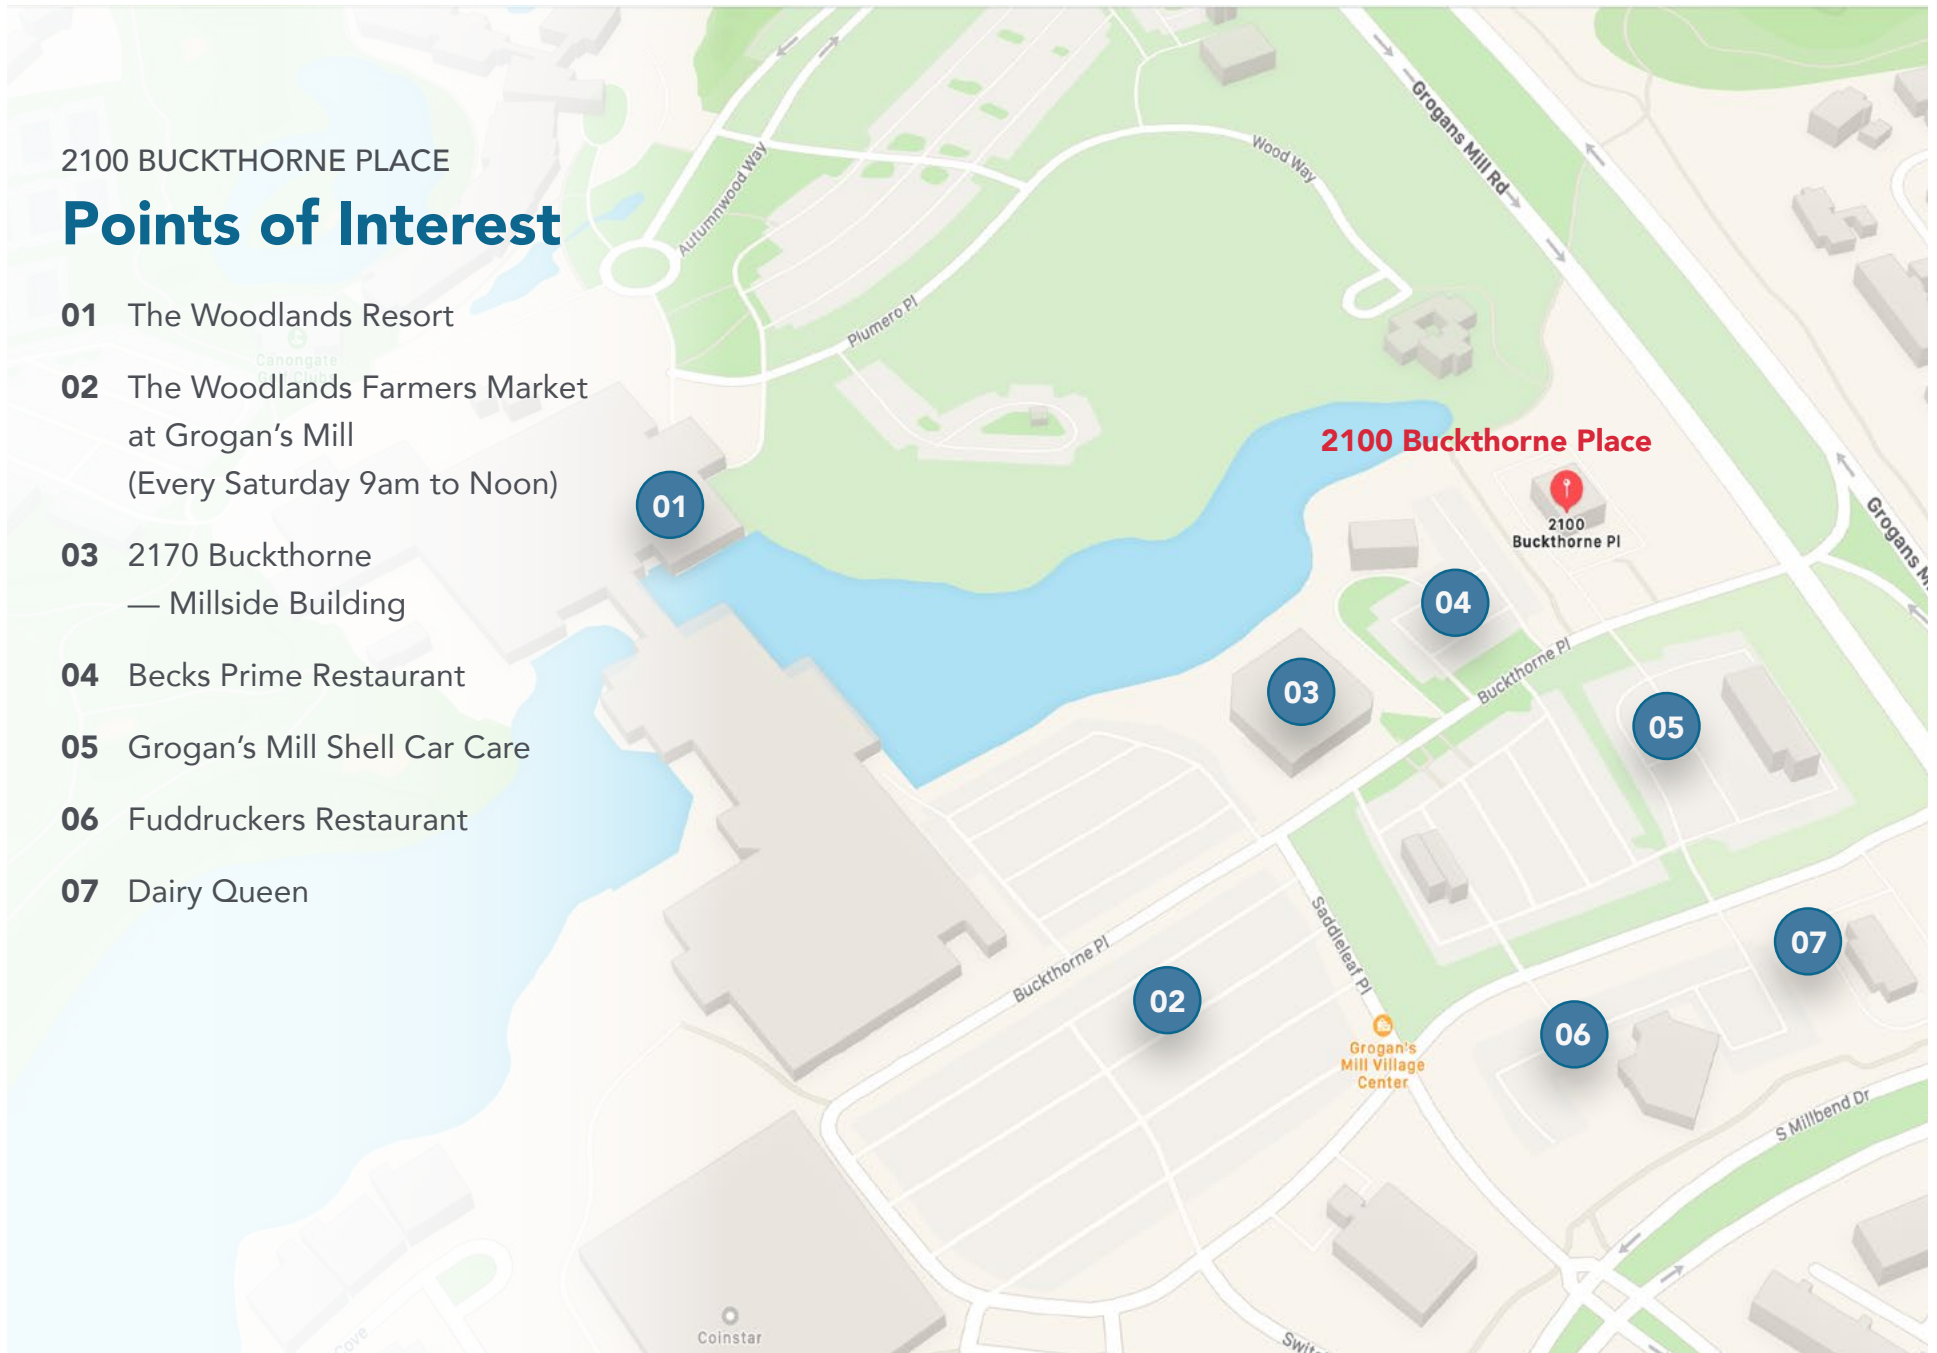 2100 BUCKTHORNE PLACE
Points of Interest
01 The Woodlands Resort
02 The Woodlands Farmers Market
at Grogan's Mill
(Every Saturday 9am to Noon)
03 2170 Buckthorne
— Millside Building
04 Becks Prime Restaurant
05 Grogan's Mill Shell Car Care
06 Fuddruckers Restaurant
07 Dairy Queen
Canongate
Autumnwood Way
Wood Way
Grogans Mill Rd
Plumero Pl
2100 Buckthorne Place
2100
Buckthorne Pl
Grogans M
01
04
Buckthorne Pl
03
05
Saddleleaf Pl
Buckthorne Pl
02
07
06
Grogan's
Mill Village
Center
S Millbend Dr
Coinstar
Cove
Swit